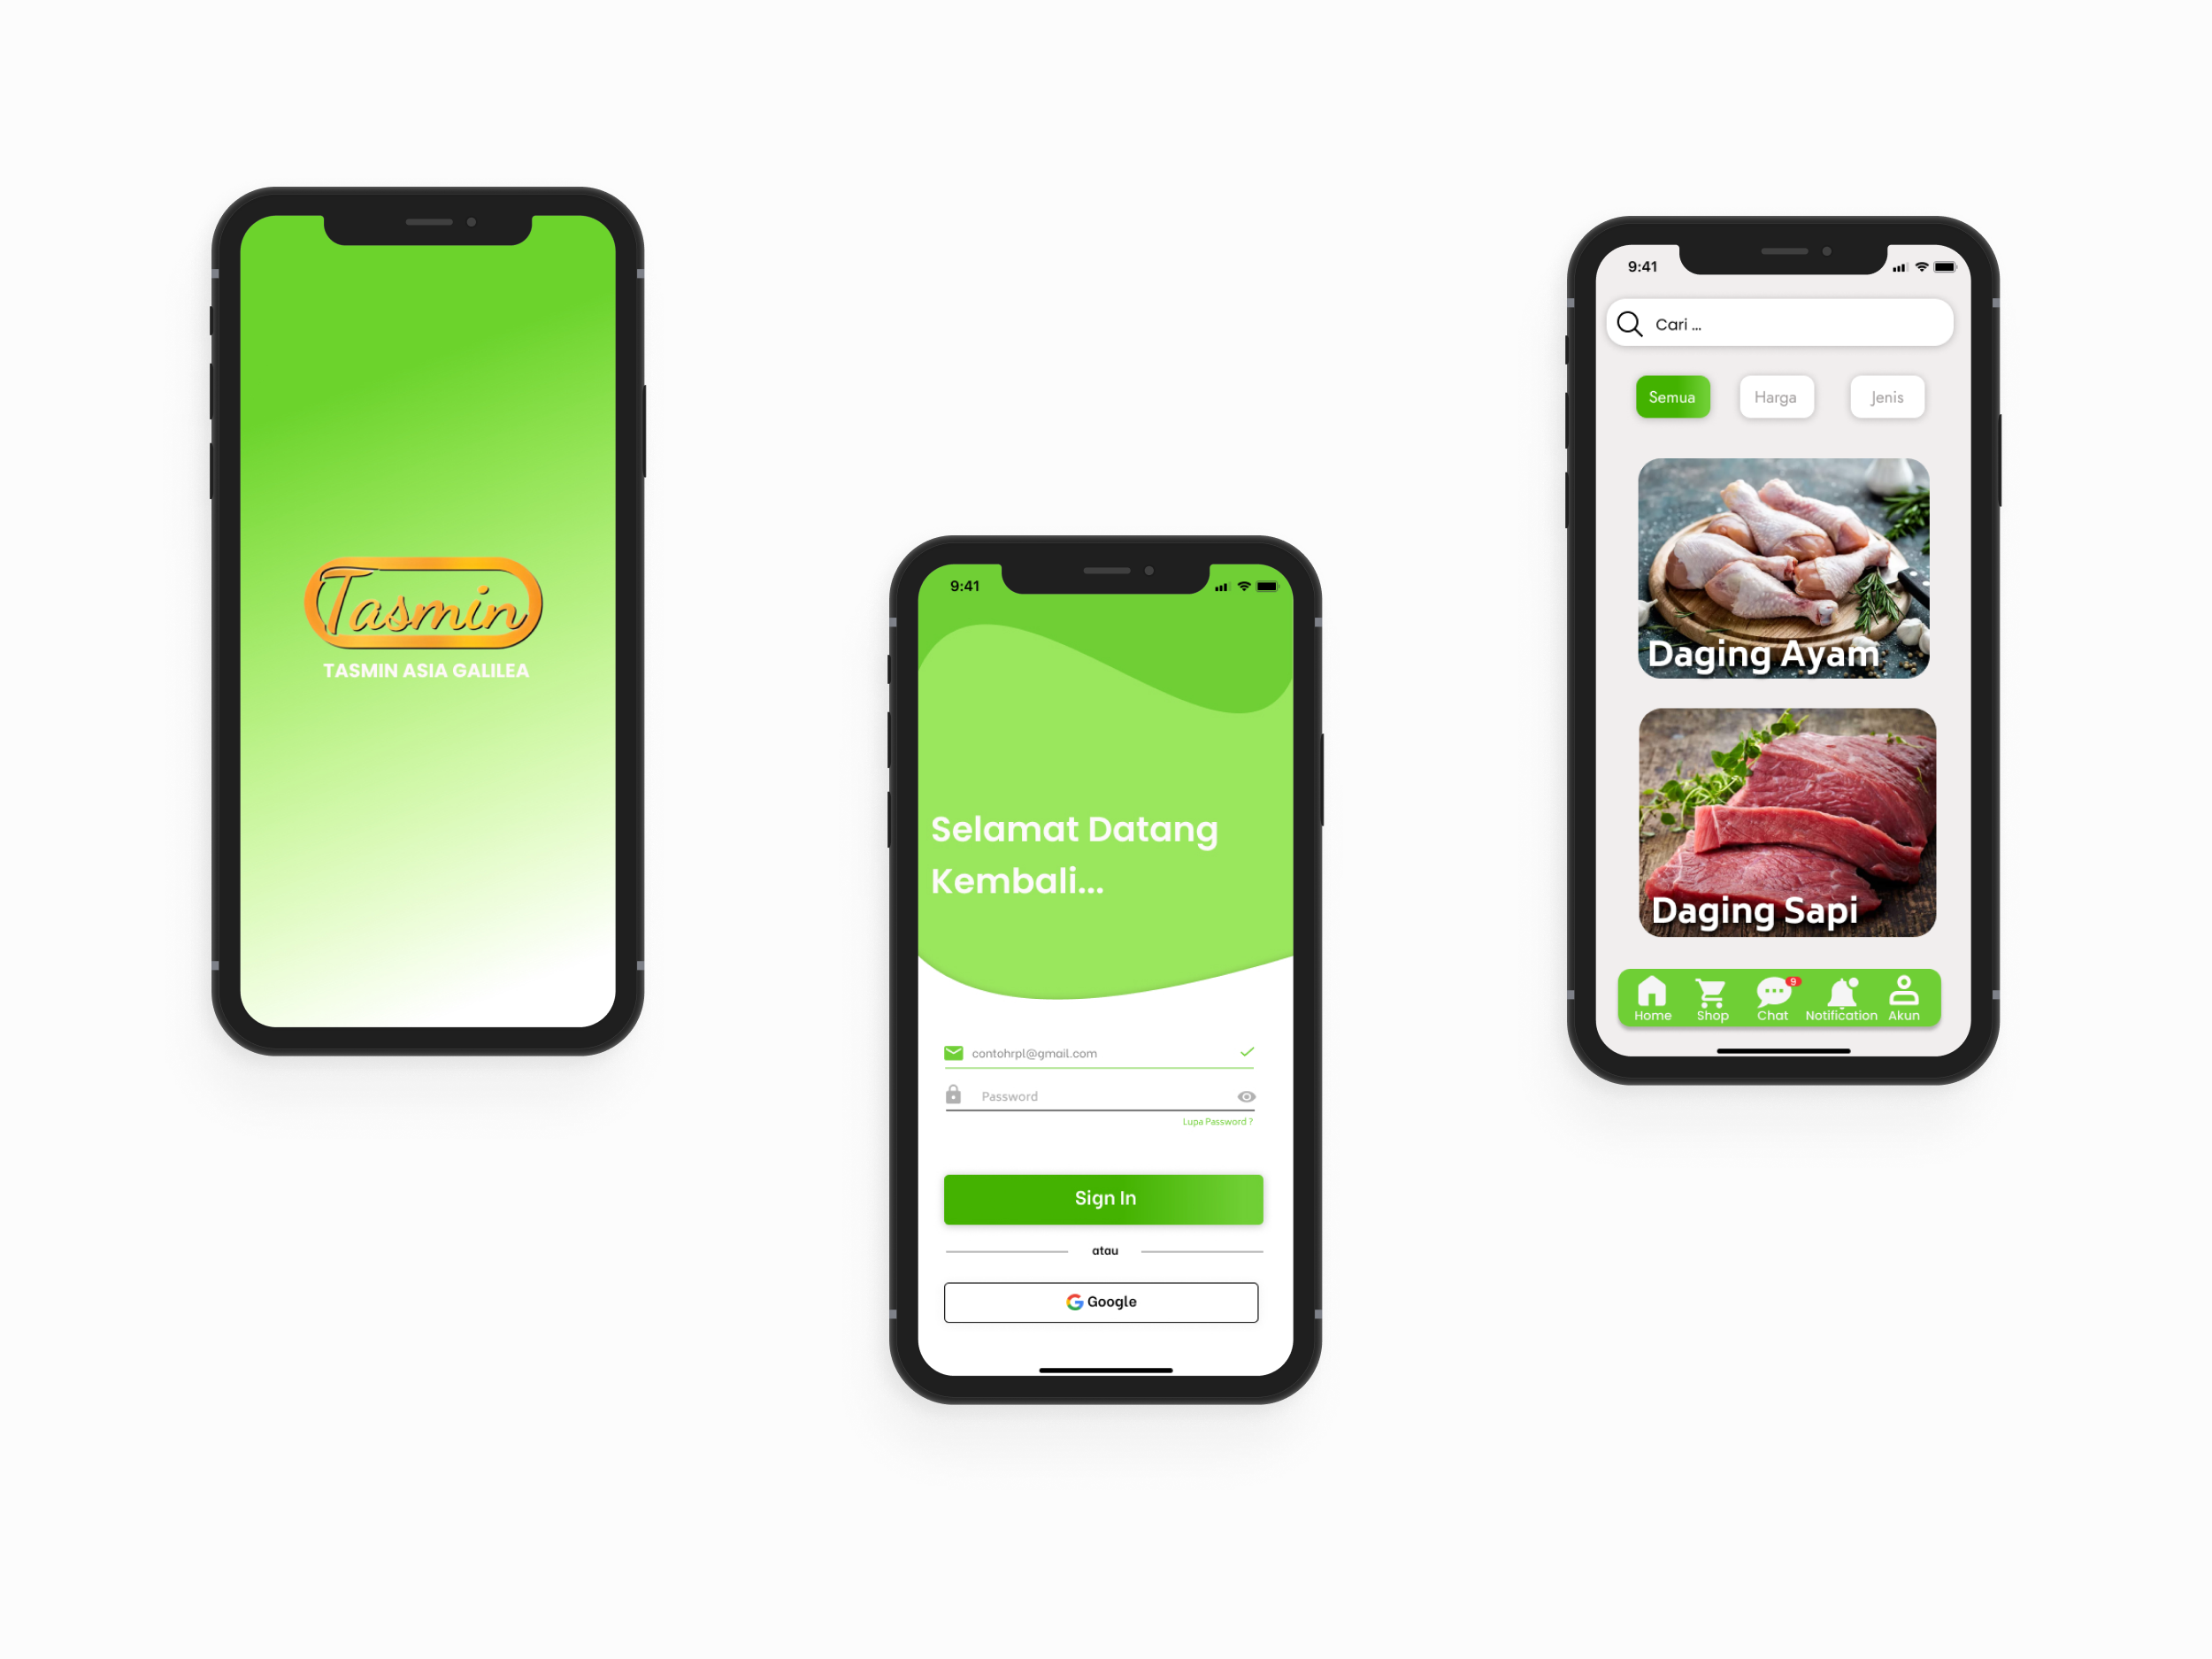 Tasmin
TASMIN ASIA GALILEA
9:41
Selamat Datang
Kembali...
contohrpl@gmail.com
Password
Lupa Password ?
Sign In
atau
Google
9:41
Cari ...
Semua Harga Jenis
Daging Ayam
Daging Sapi
9
Home Shop Chat Notification Akun